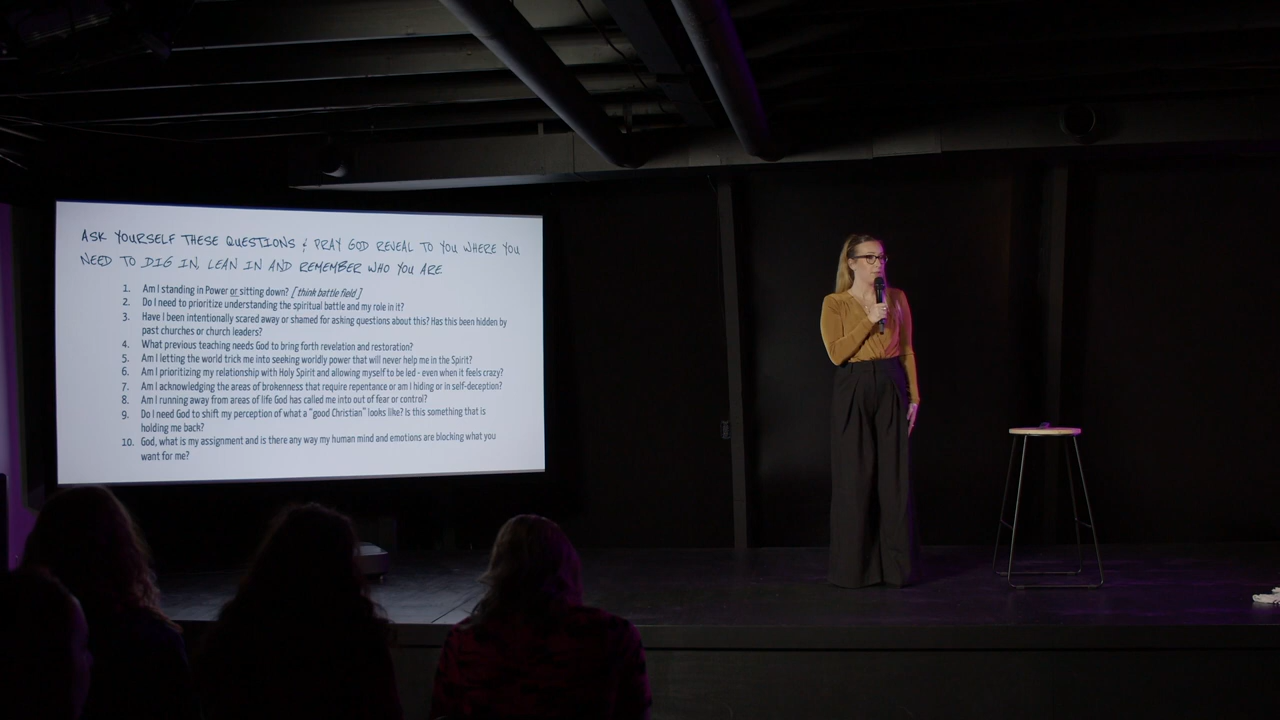 ASK YOURSELF THESE QUESTIONS & PRAY GOD REVEAL TO YOU WHERE YOU
NEED TO DIG IN, LEAN IN AND REMEMBER WHO YOU ARE
1. Am I standing in Power or sitting down? [think battle field]
2. Do I need to prioritize understanding the spiritual battle and my role in it?
3. Have I been intentionally scared away or shamed for asking questions about this? Has this been hidden by
past churches or church leaders?
4. What previous teaching needs God to bring forth revelation and restoration?
5. Am I letting the world trick me into seeking worldly power that will never help me in the Spirit?
6. Am I prioritizing my relationship with Holy Spirit and allowing myself to be led - even when it feels crazy?
7. Am I acknowledging the areas of brokenness that require repentance or am I hiding or in self-deception?
8. Am I running away from areas of life God has called me into out of fear or control?
9. Do I need God to shift my perception of what a "good Christian" looks like? Is this something that is
holding me back?
10. God, what is my assignment and is there any way my human mind and emotions are blocking what you
want for me?